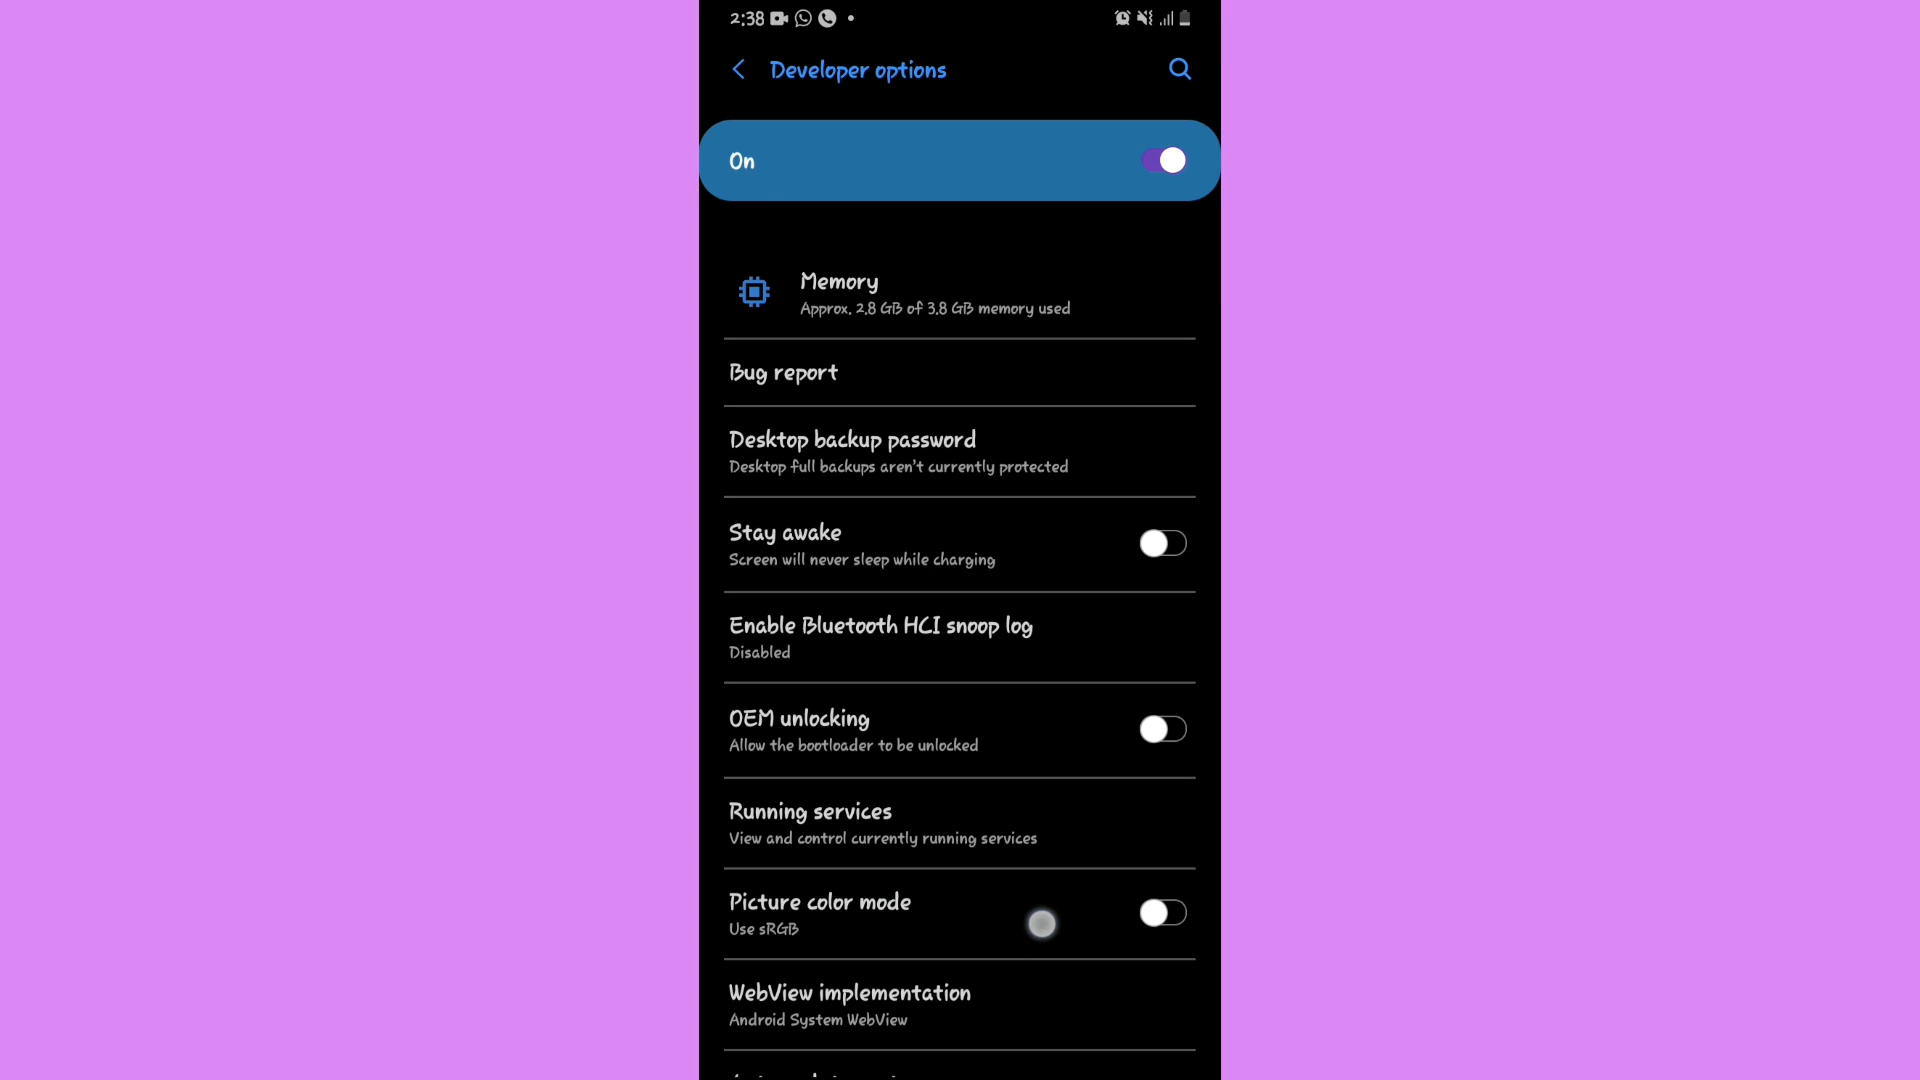 2:38
Developer options
On
Memory
Approx. 2.8 GB of 3.8 GB memory used
Bug report
Desktop backup password
Desktop full backups aren't currently protected
Stay awake
Screen will never sleep while charging
Enable Bluetooth HCI snoop log
Disabled
OEM unlocking
Allow the bootloader to be unlocked
Running services
View and control currently running services
Picture color mode
Use sRGB
WebView implementation
Android System WebView